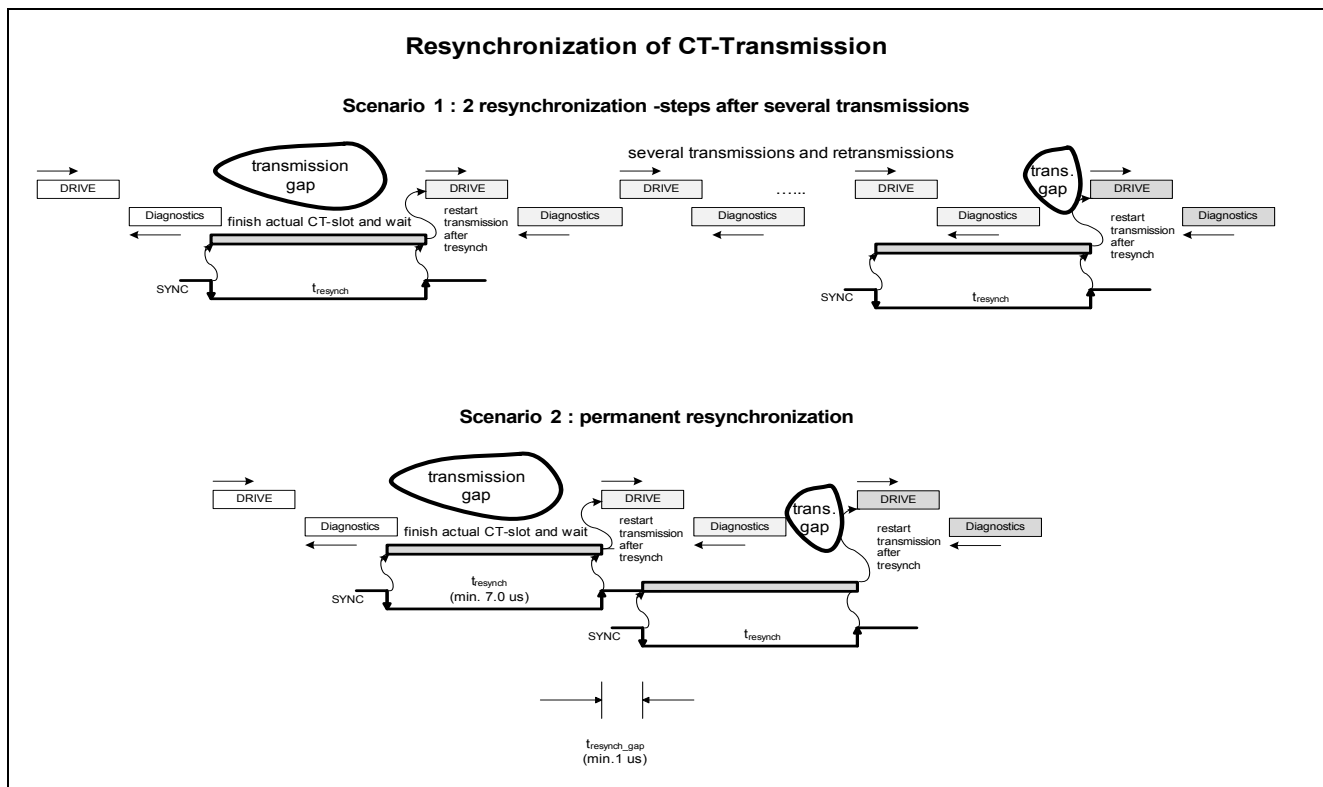 Resynchronization of CT-Transmission
Scenario 1 : 2 resynchronization -steps after several transmissions
transmission
gap
several transmissions and retransmissions
trans.
gap
DRIVE
DRIVE
DRIVE
......
DRIVE
DRIVE
Diagnostics
finish actual CT-slot and wait
restart
transmission
after
tresynch
Diagnostics
Diagnostics
Diagnostics
restart
transmission
after
tresynch
Diagnostics
SYNC
tresynch
SYNC
tresynch
Scenario 2 : permanent resynchronization
transmission
gap
trans.
gap
DRIVE
DRIVE
DRIVE
Diagnostics
finish actual CT-slot and wait
restart
transmission
after
tresynch
Diagnostics
restart
transmission
after
tresynch
Diagnostics
SYNC
tresynch
(min. 7.0 us)
SYNC
tresynch
tresynch_gap
(min.1 us)